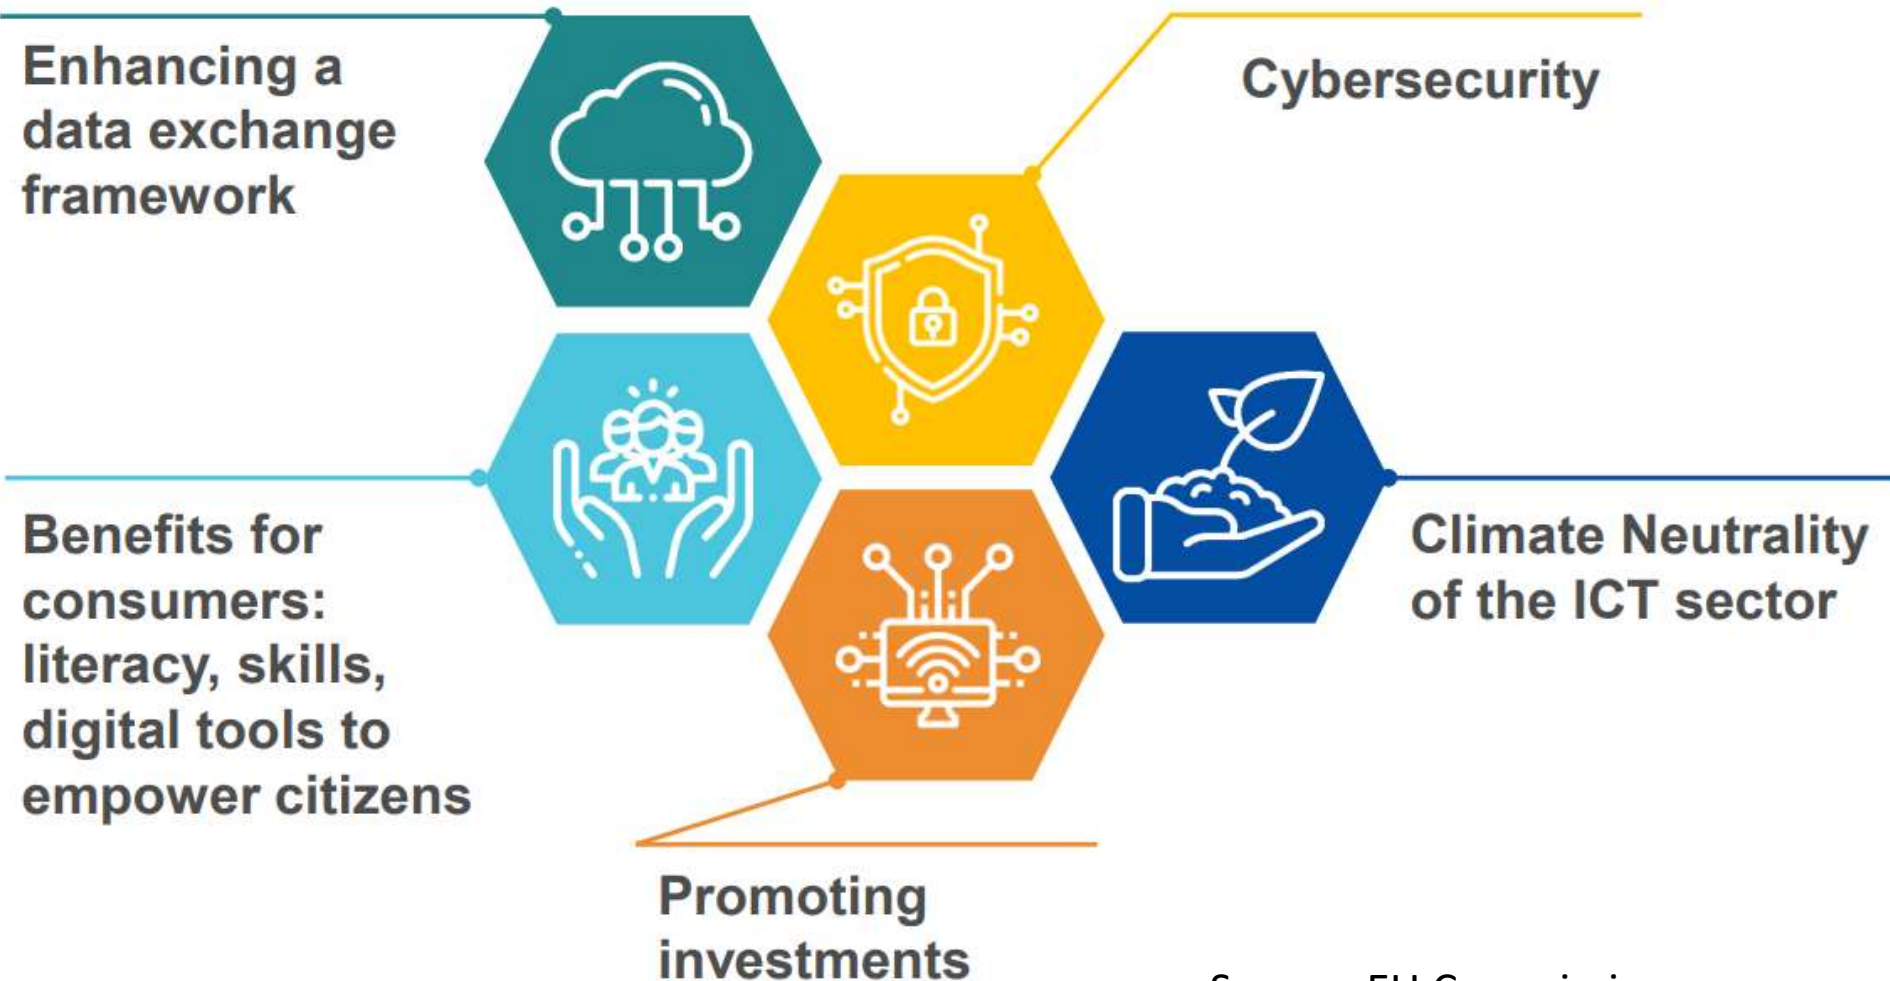 Enhancing a
data exchange
framework
Cybersecurity
Benefits for
consumers:
literacy, skills,
digital tools to
empower citizens
Climate Neutrality
of the ICT sector
Promoting
investments